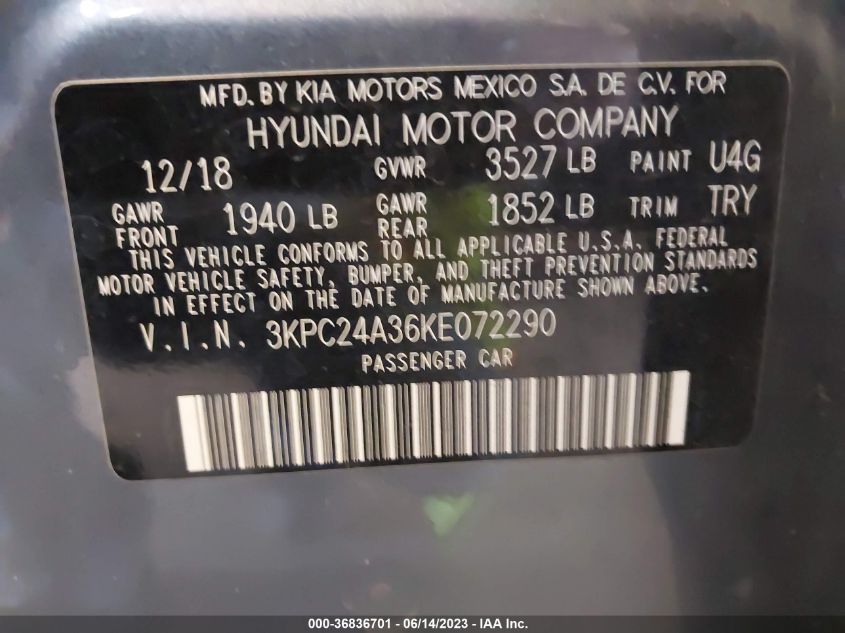 MFD. BY KIA MOTORS MEXICO S.A. DE C.V. FOR
HYUNDAI MOTOR COMPANY
12/18 GVWR 3527 LB PAINT U4G
GAWR FRONT 1940 LB GAWR REAR 1852 LB TRIM TRY
THIS VEHICLE CONFORMS TO ALL APPLICABLE U.S.A. FEDERAL
MOTOR VEHICLE SAFETY, BUMPER, AND THEFT PREVENTION STANDARDS
IN EFFECT ON THE DATE OF MANUFACTURE SHOWN ABOVE.
V.I.N. 3KPC24A36KE072290
PASSENGER CAR
000-36836701 - 06/14/2023 - IAA Inc.